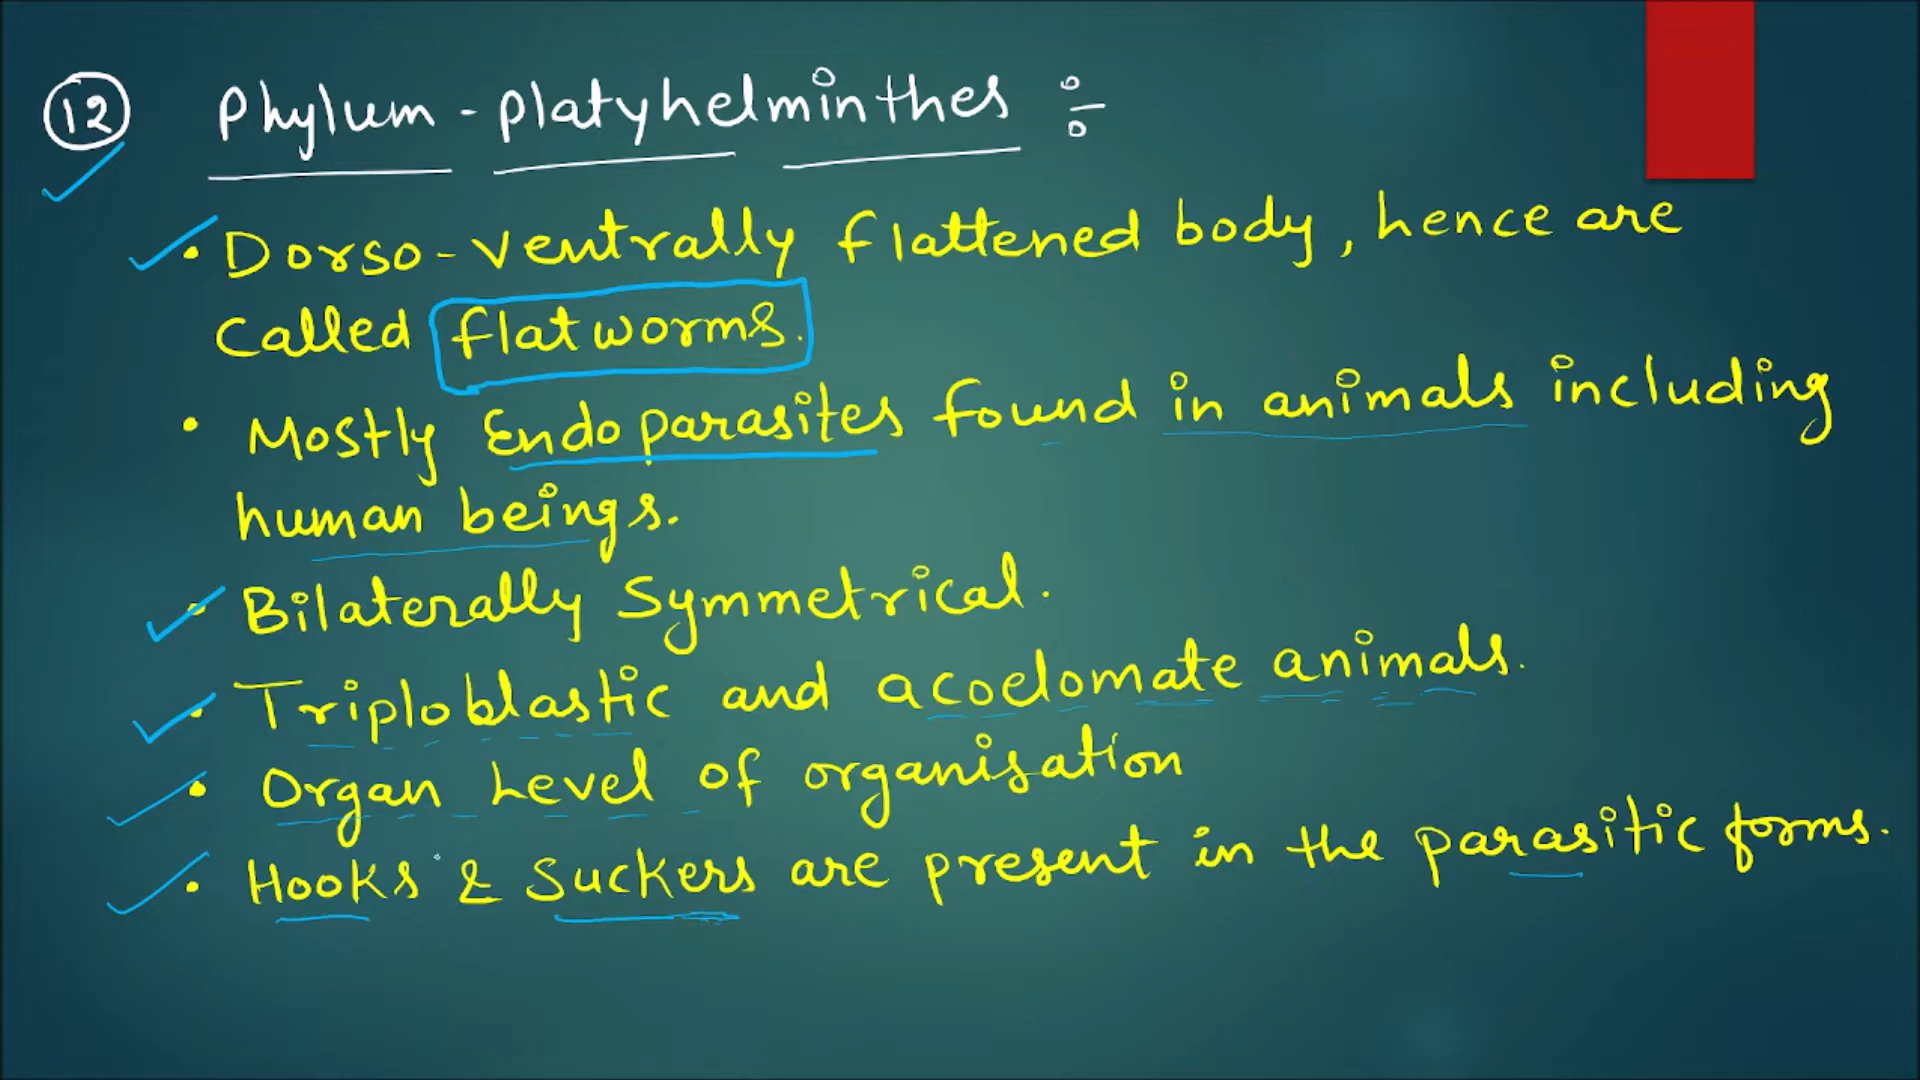 12 Phylum - Platyhelminthes ÷
• Dorso-ventrally flattened body, hence are
called flatworms.
• Mostly Endoparasites found in animals including
human beings.
• Bilaterally Symmetrical.
• Triploblastic and acoelomate animals.
• Organ Level of organisation
• Hooks & Suckers are present in the parasitic forms.